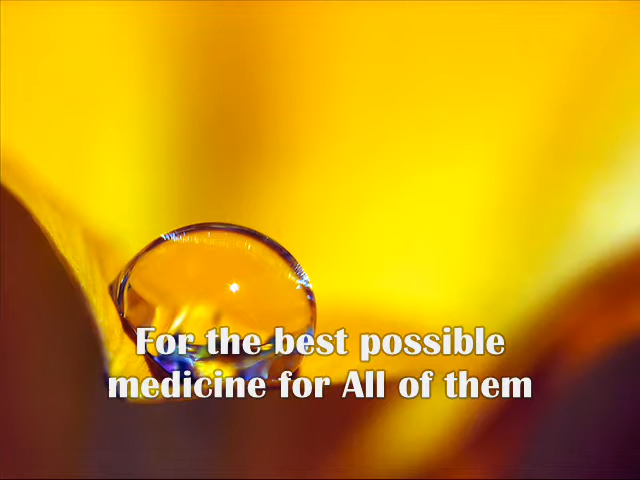 For the best possible
medicine for All of them